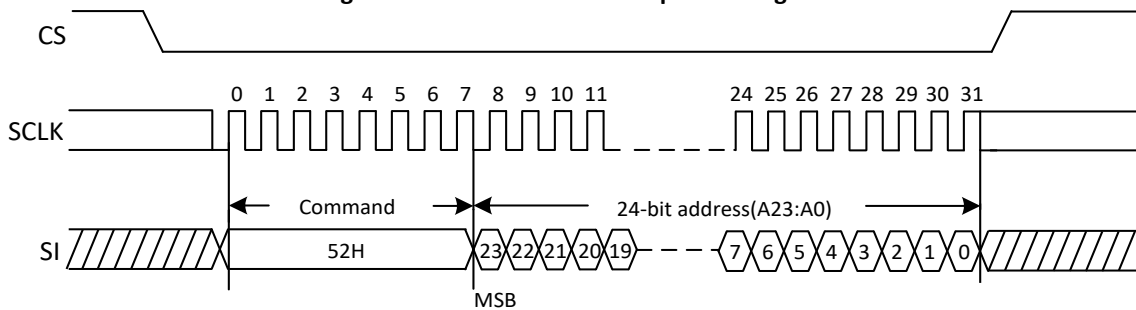 CS
0 1 2 3 4 5 6 7 8 9 10 11 24 25 26 27 28 29 30 31
SCLK
Command 24-bit address(A23:A0)
SI 52H 23 22 21 20 19 7 6 5 4 3 2 1 0
MSB